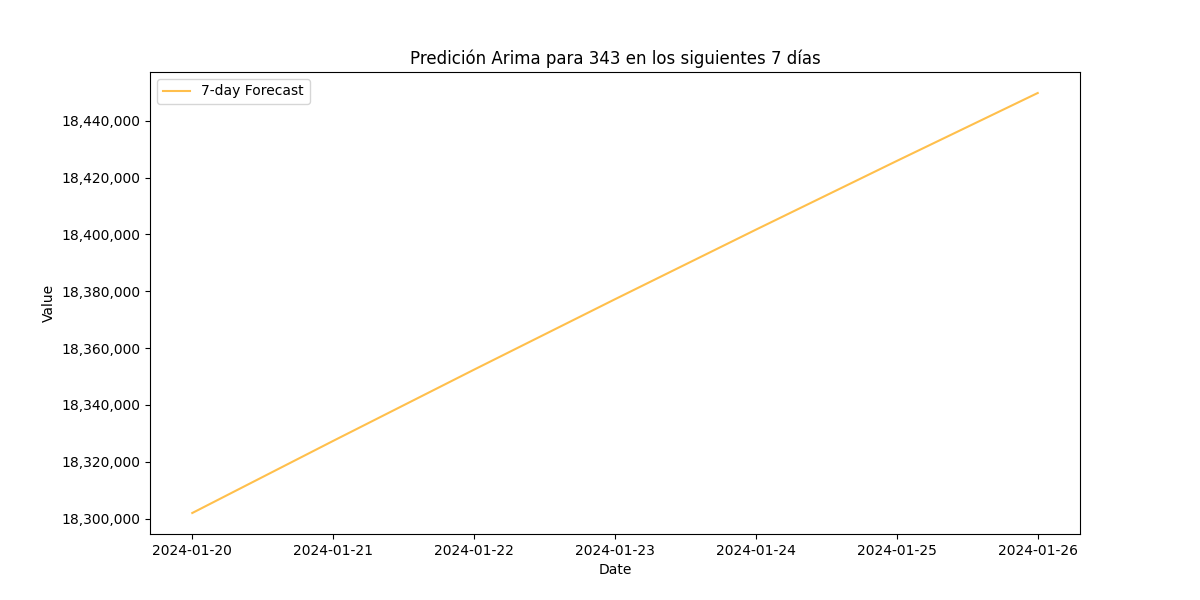 Predición Arima para 343 en los siguientes 7 días
7-day Forecast
18,440,000
18,420,000
18,400,000
18,380,000
18,360,000
18,340,000
18,320,000
18,300,000
Value
2024-01-20 2024-01-21 2024-01-22 2024-01-23 2024-01-24 2024-01-25 2024-01-26
Date